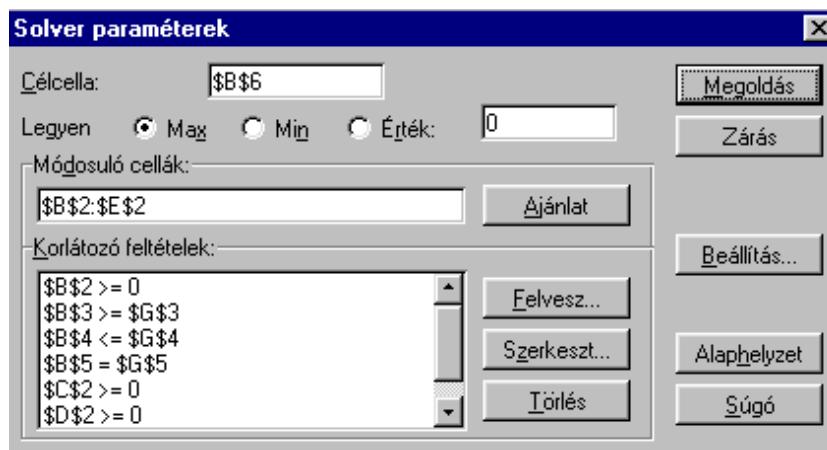 Solver paraméterek
Célcella: $B$6
Megoldás
Legyen Max Min Érték: 0
Zárás
Módosuló cellák:
$B$2:$E$2
Ajánlat
Korlátozó feltételek:
Beállítás...
$B$2 >= 0
$B$3 >= $G$3
$B$4 <= $G$4
$B$5 = $G$5
$C$2 >= 0
$D$2 >= 0
Felvesz...
Szerkeszt...
Törlés
Alaphelyzet
Súgó